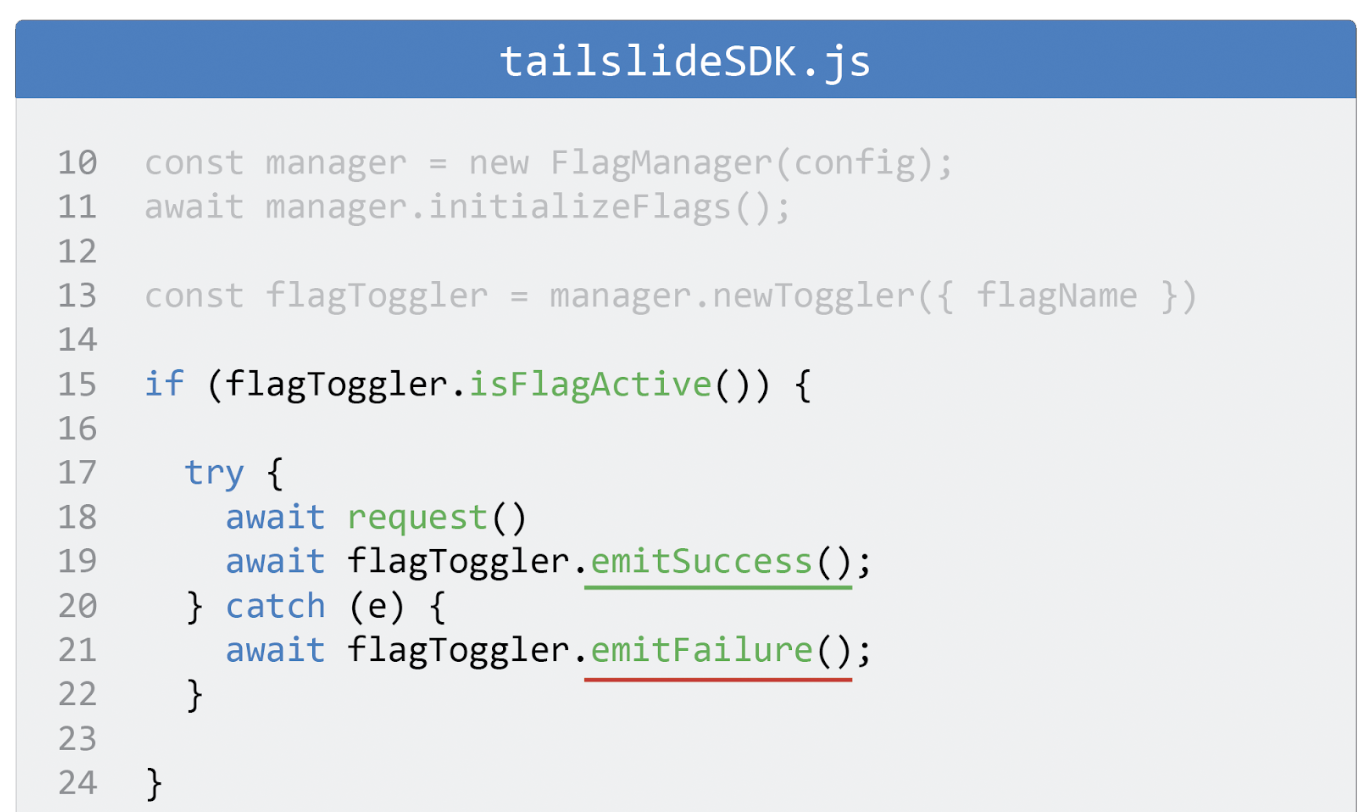 tailslideSDK.js
10 const manager = new FlagManager(config);
11 await manager.initializeFlags();
12
13 const flagToggler = manager.newToggler({ flagName })
14
15 if (flagToggler.isFlagActive()) {
16
17 try {
18 await request()
19 await flagToggler.emitSuccess();
20 } catch (e) {
21 await flagToggler.emitFailure();
22 }
23
24 }